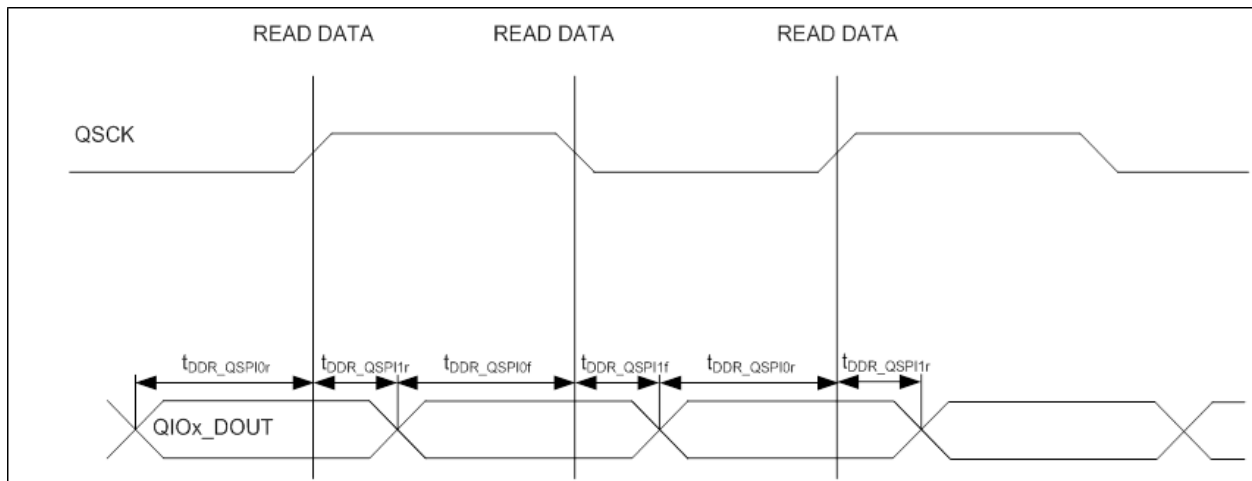 READ DATA READ DATA READ DATA
QSCK
tDDR_QSPI0r tDDR_QSPI1r tDDR_QSPI0f tDDR_QSPI1f tDDR_QSPI0r tDDR_QSPI1r
QIOx_DOUT